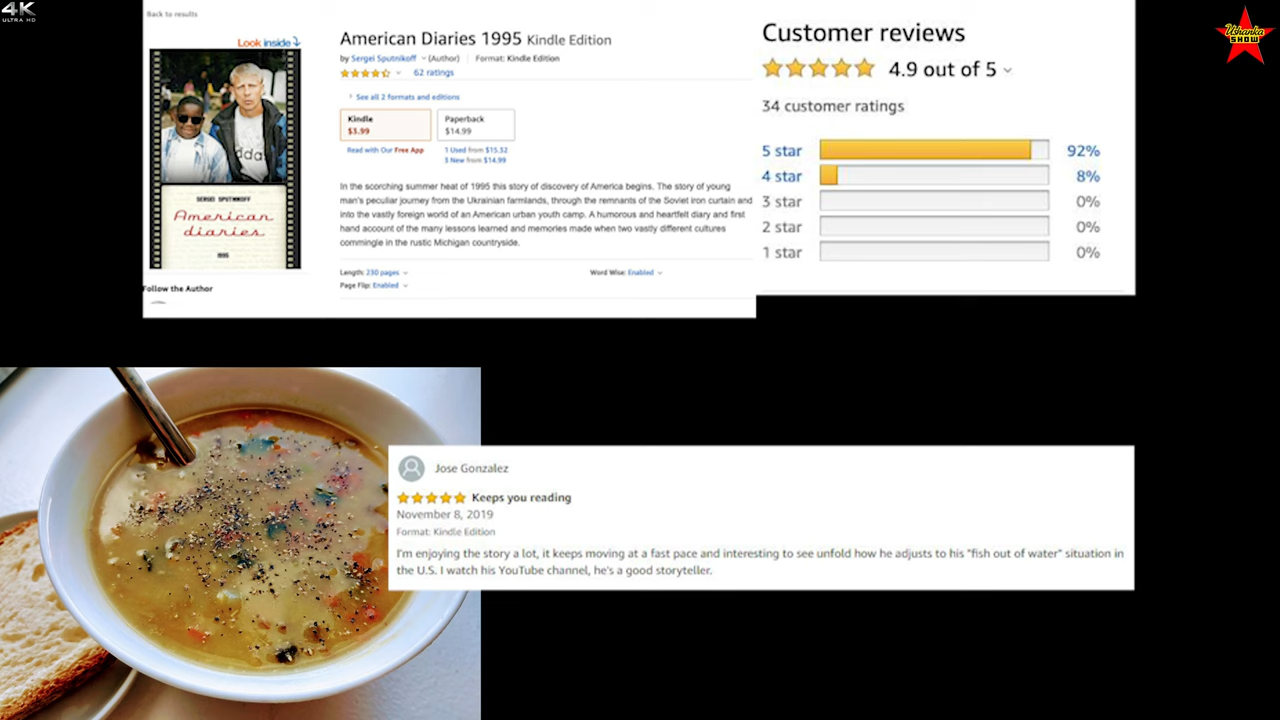 4K
ULTRA HD
Back to results
Look inside
American Diaries 1995 Kindle Edition
by Sergei Sputnikoff (Author) | Format: Kindle Edition
62 ratings
See all 2 formats and editions
Kindle
$3.99
Paperback
$14.99
Read with Our Free App
1 Used from $15.32
3 New from $14.99
In the scorching summer heat of 1995 this story of discovery of America begins. The story of young
man's peculiar journey from the Ukrainian farmlands, through the remnants of the Soviet iron curtain and
into the vastly foreign world of an American urban youth camp. A humorous and heartfelt diary and first
hand account of the many lessons learned and memories made when two vastly different cultures
commingle in the rustic Michigan countryside.
Length: 230 pages
Word Wise: Enabled
Page Flip: Enabled
ddas
SERGEI SPUTNIKOFF
American
diaries
1995
Follow the Author
Customer reviews
4.9 out of 5
34 customer ratings
5 star 92%
4 star 8%
3 star 0%
2 star 0%
1 star 0%
Ushanka
SHOW
Jose Gonzalez
Keeps you reading
November 8, 2019
Format: Kindle Edition
I'm enjoying the story a lot, it keeps moving at a fast pace and interesting to see unfold how he adjusts to his "fish out of water" situation in
the U.S. I watch his YouTube channel, he's a good storyteller.